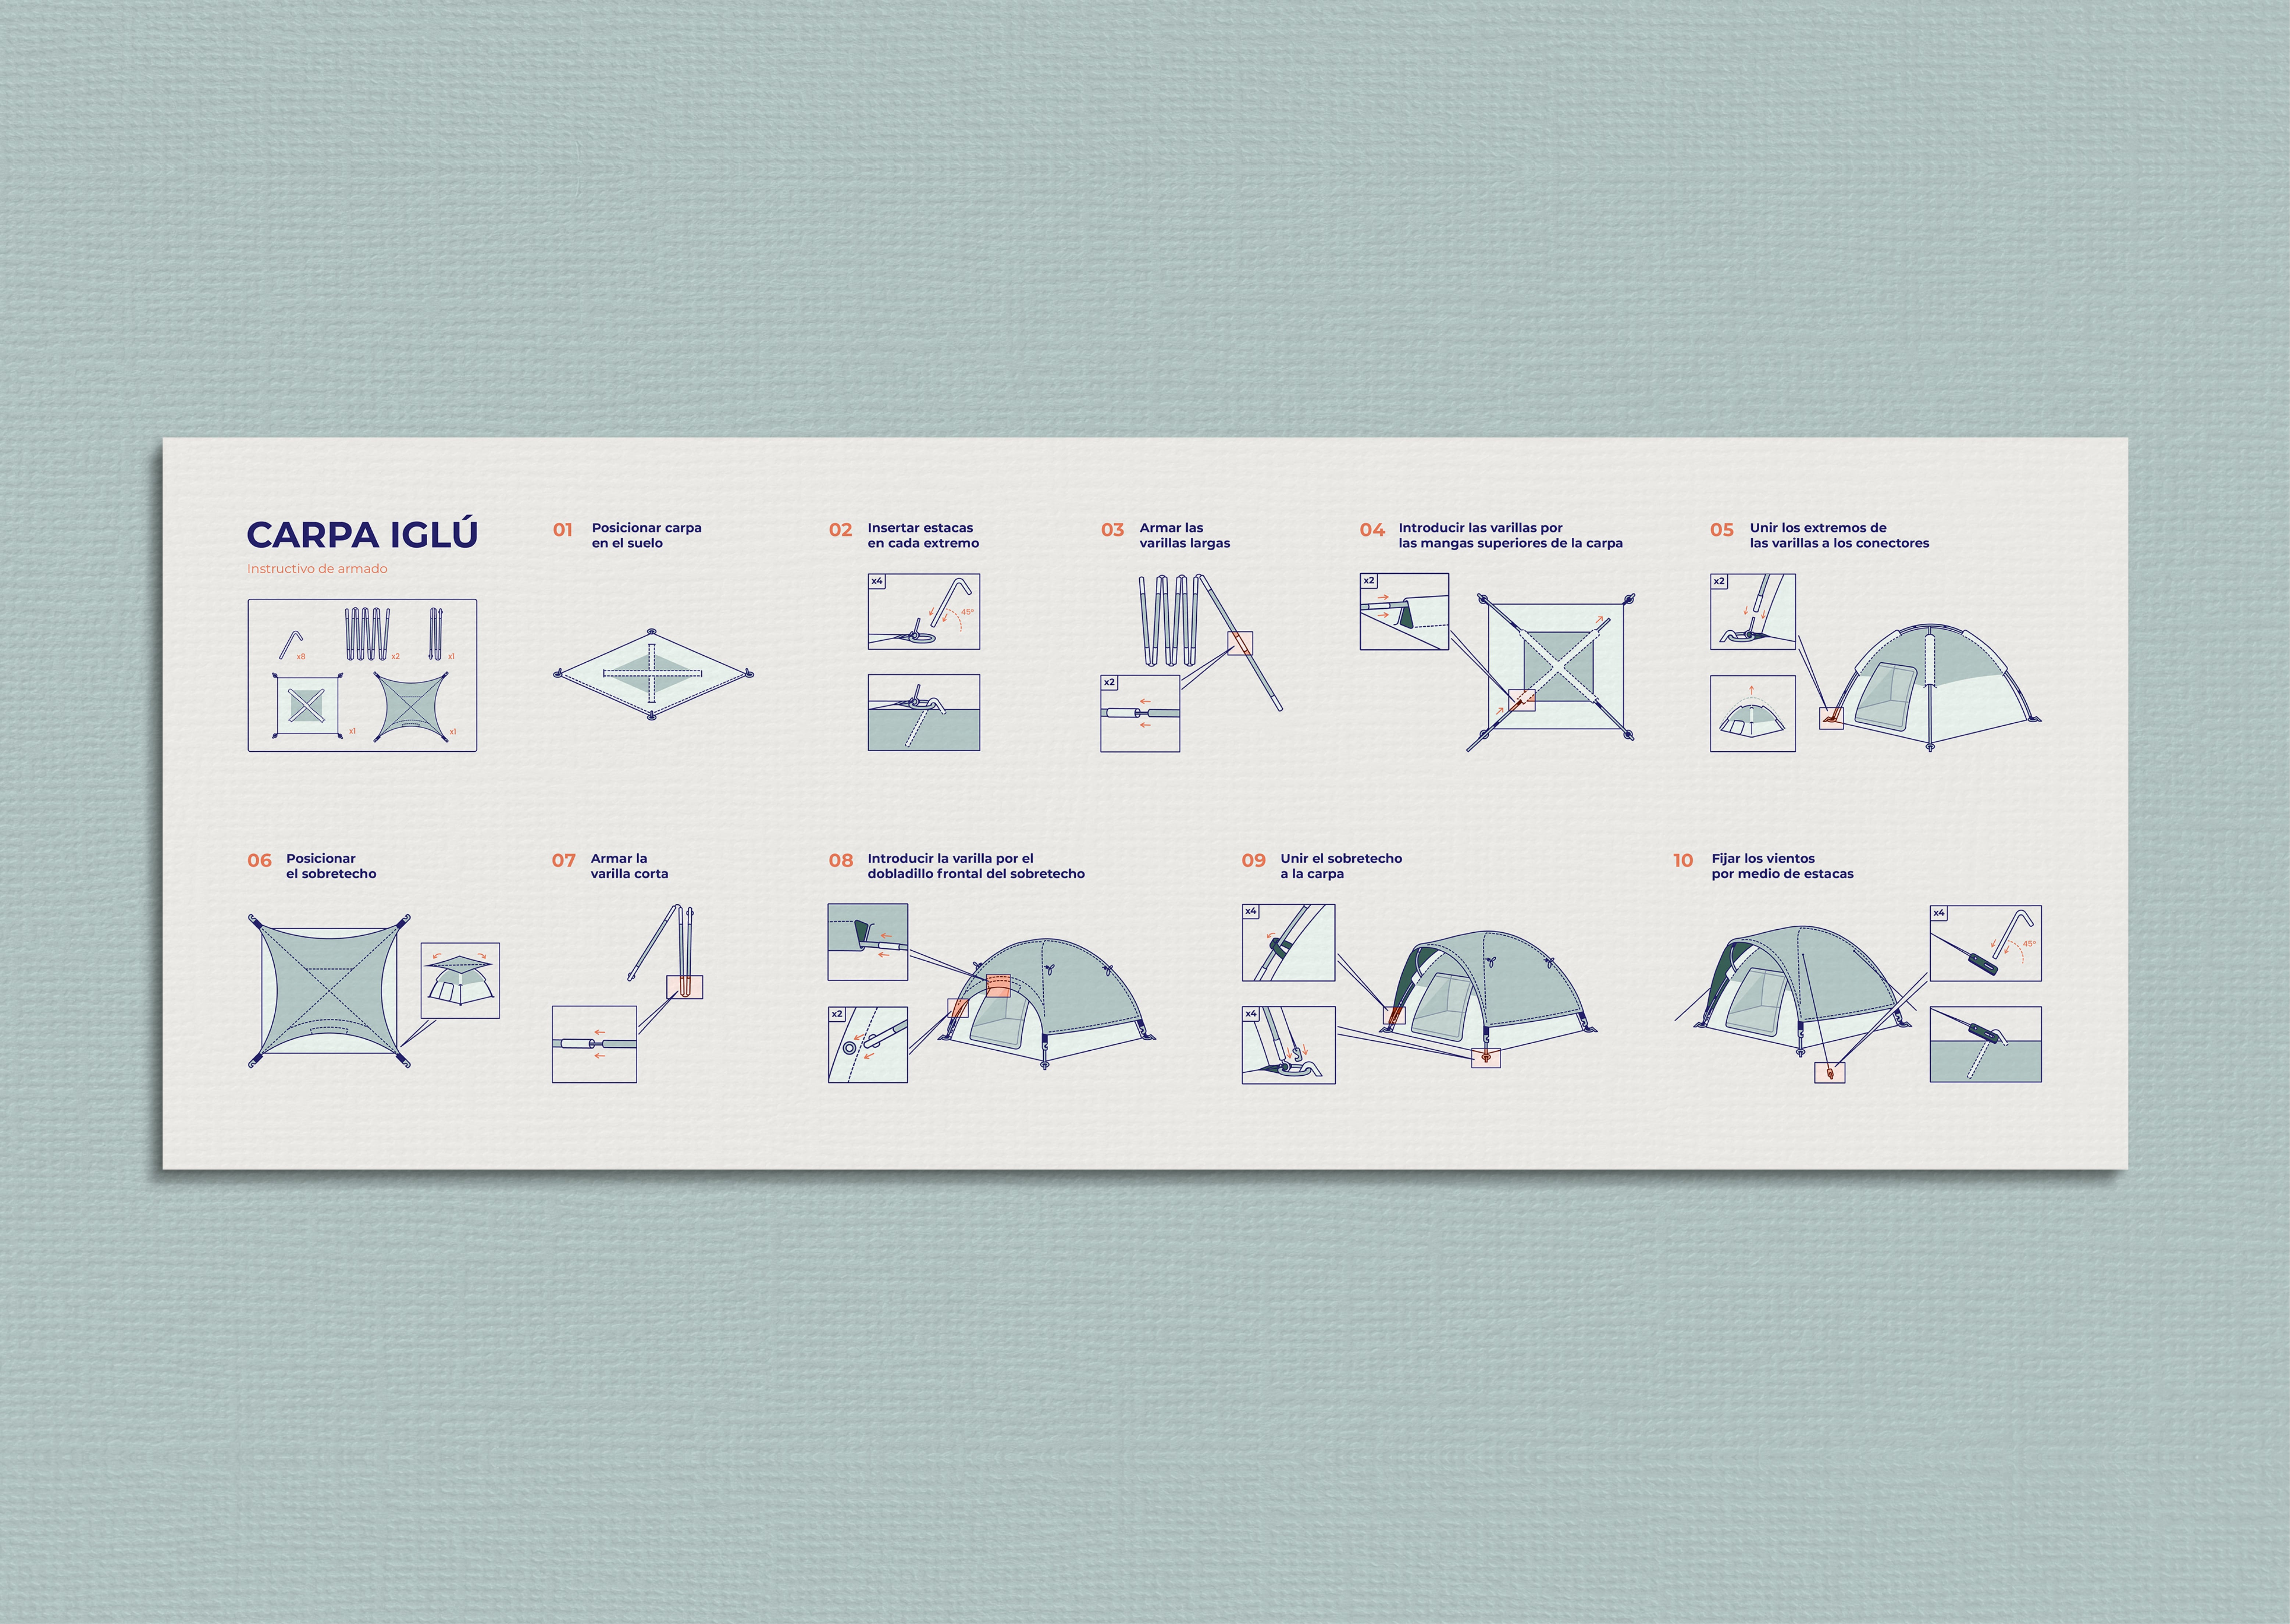 CARPA IGLÚ
Instructivo de armado
x8
x2
x1
x1
x1
01
Posicionar carpa
en el suelo
02
Insertar estacas
en cada extremo
x4
45°
03
Armar las
varillas largas
x2
04
Introducir las varillas por
las mangas superiores de la carpa
x2
05
Unir los extremos de
las varillas a los conectores
x2
06
Posicionar
el sobretecho
07
Armar la
varilla corta
08
Introducir la varilla por el
dobladillo frontal del sobretecho
x2
09
Unir el sobretecho
a la carpa
x4
x4
10
Fijar los vientos
por medio de estacas
x4
45°